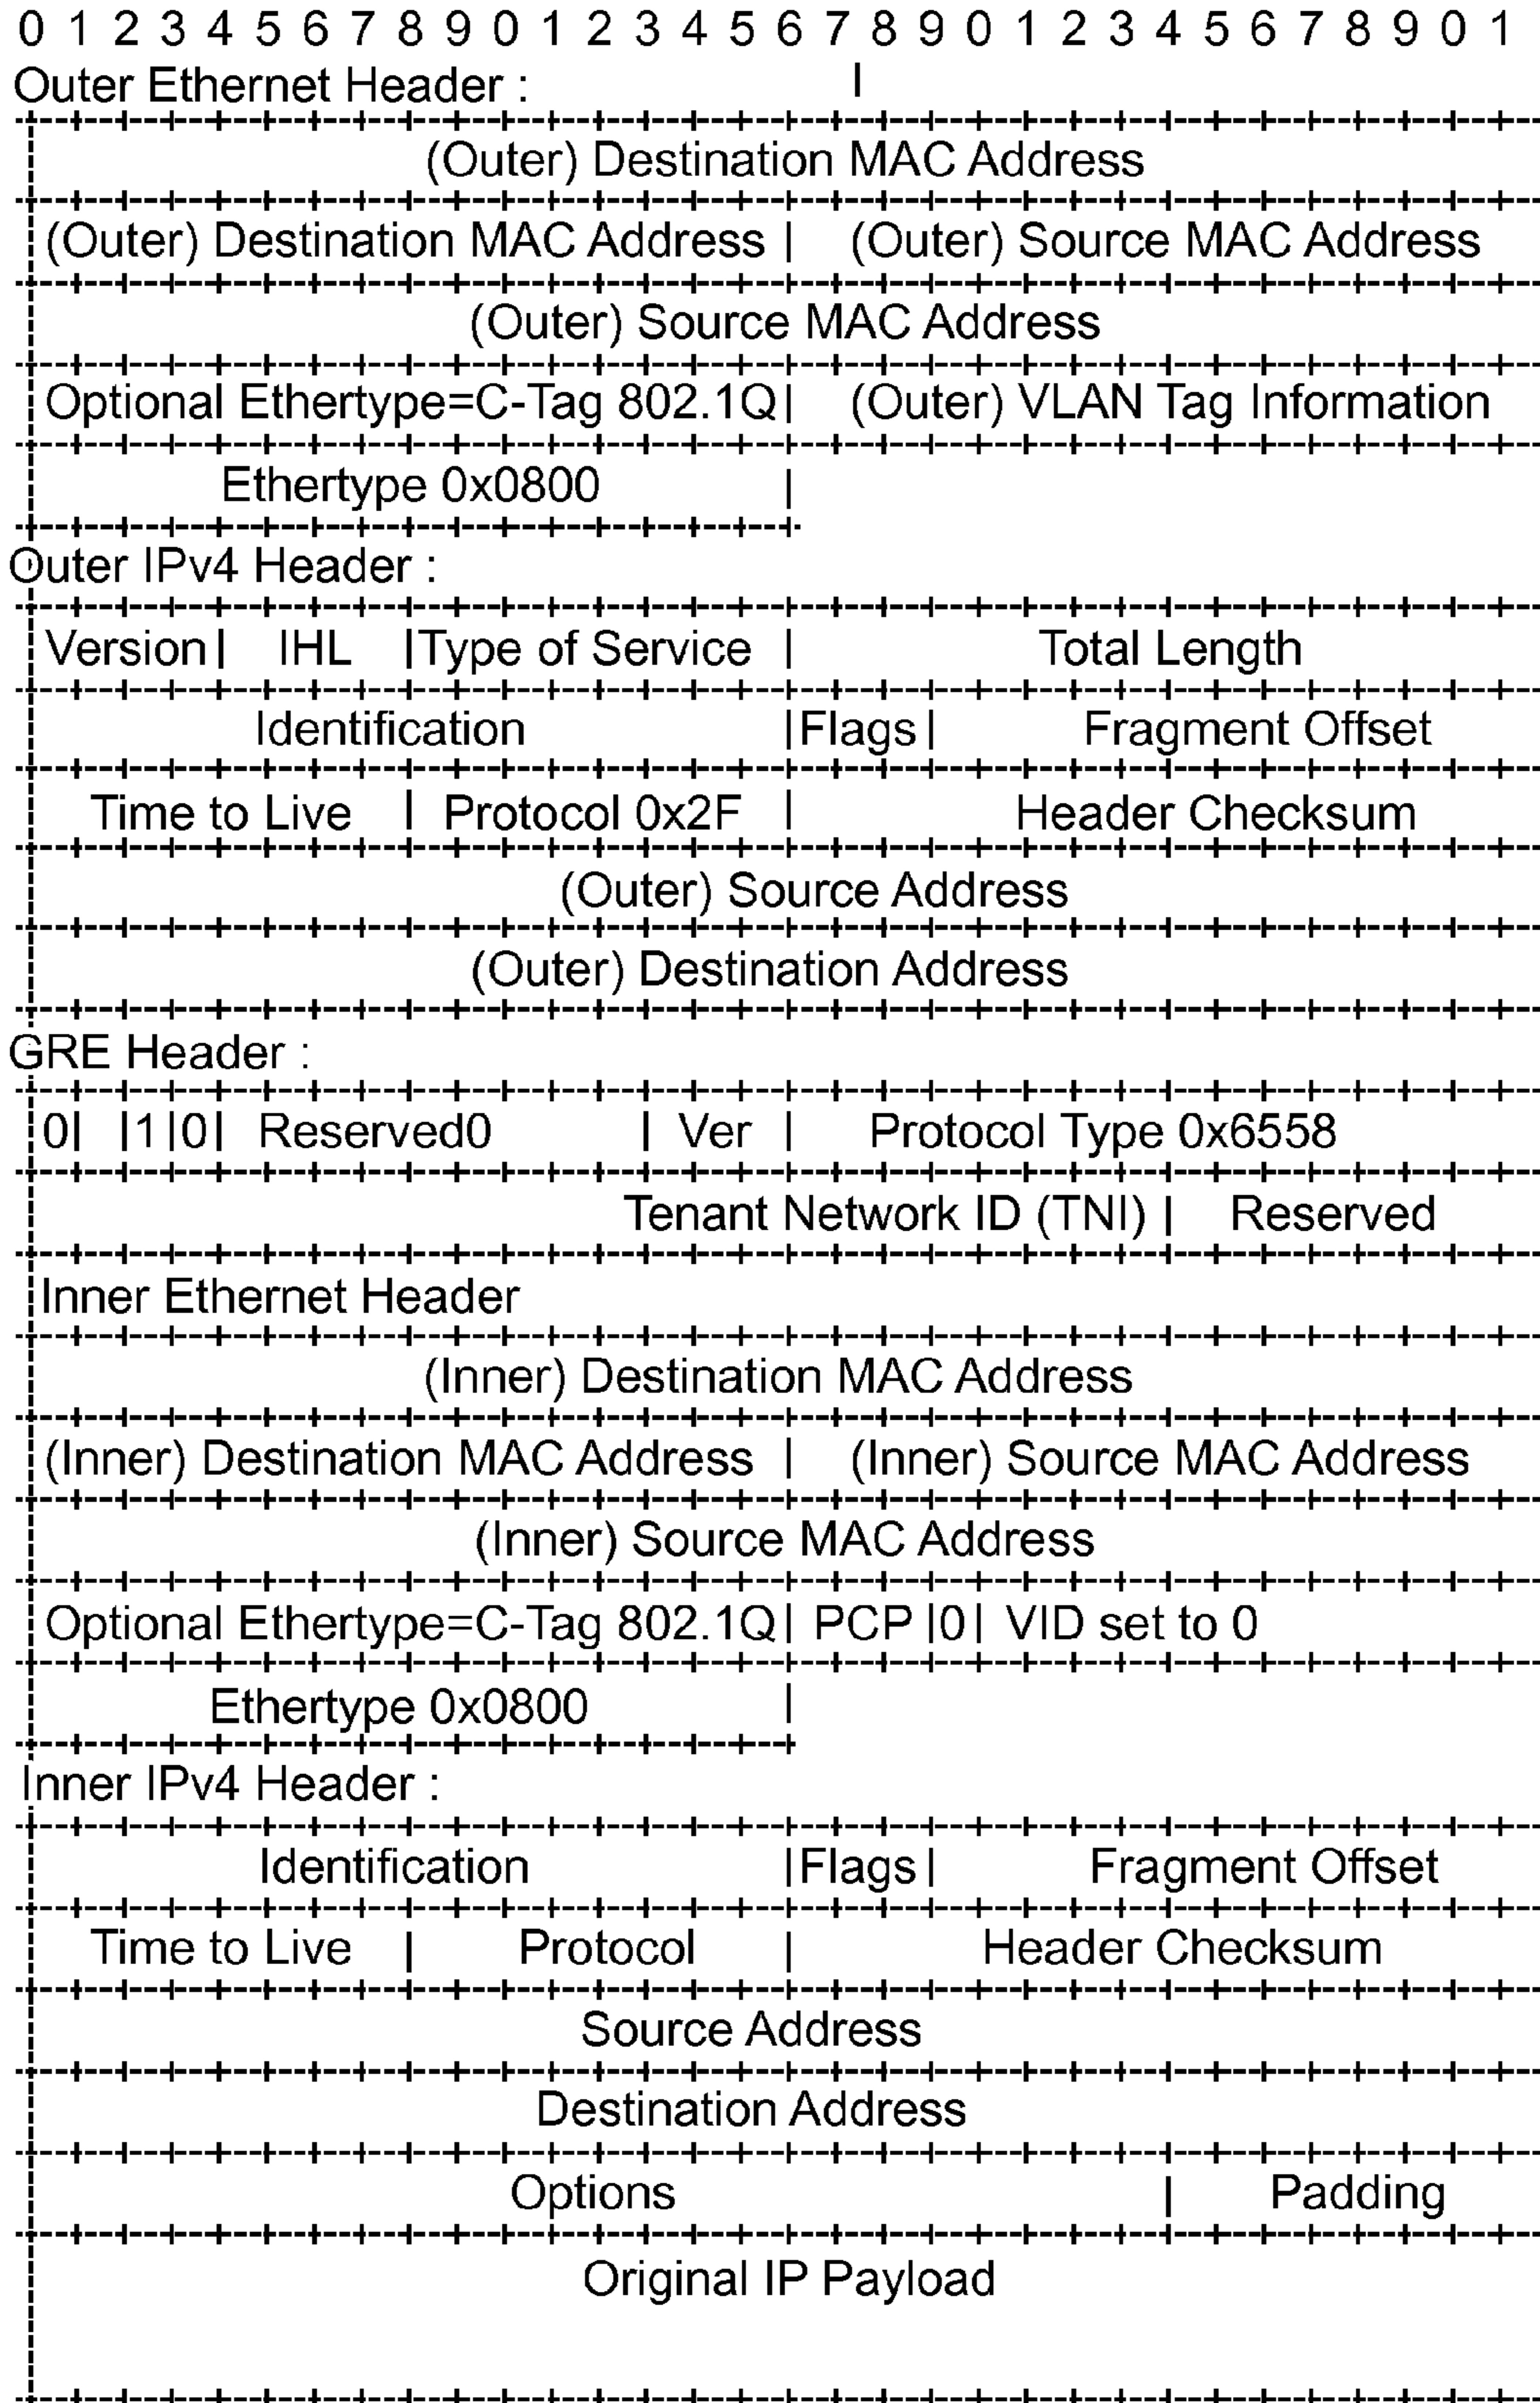 0 1 2 3 4 5 6 7 8 9 0 1 2 3 4 5 6 7 8 9 0 1 2 3 4 5 6 7 8 9 0 1
Outer Ethernet Header : |
(Outer) Destination MAC Address
(Outer) Destination MAC Address | (Outer) Source MAC Address
(Outer) Source MAC Address
Optional Ethertype=C-Tag 802.1Q| (Outer) VLAN Tag Information
Ethertype 0x0800 |
Outer IPv4 Header :
Version| IHL |Type of Service | Total Length
Identification |Flags| Fragment Offset
Time to Live | Protocol 0x2F | Header Checksum
(Outer) Source Address
(Outer) Destination Address
GRE Header :
0| |1|0| Reserved0 | Ver | Protocol Type 0x6558
Tenant Network ID (TNI) | Reserved
Inner Ethernet Header
(Inner) Destination MAC Address
(Inner) Destination MAC Address | (Inner) Source MAC Address
(Inner) Source MAC Address
Optional Ethertype=C-Tag 802.1Q| PCP |0| VID set to 0
Ethertype 0x0800 |
Inner IPv4 Header :
Identification |Flags| Fragment Offset
Time to Live | Protocol | Header Checksum
Source Address
Destination Address
Options | Padding
Original IP Payload